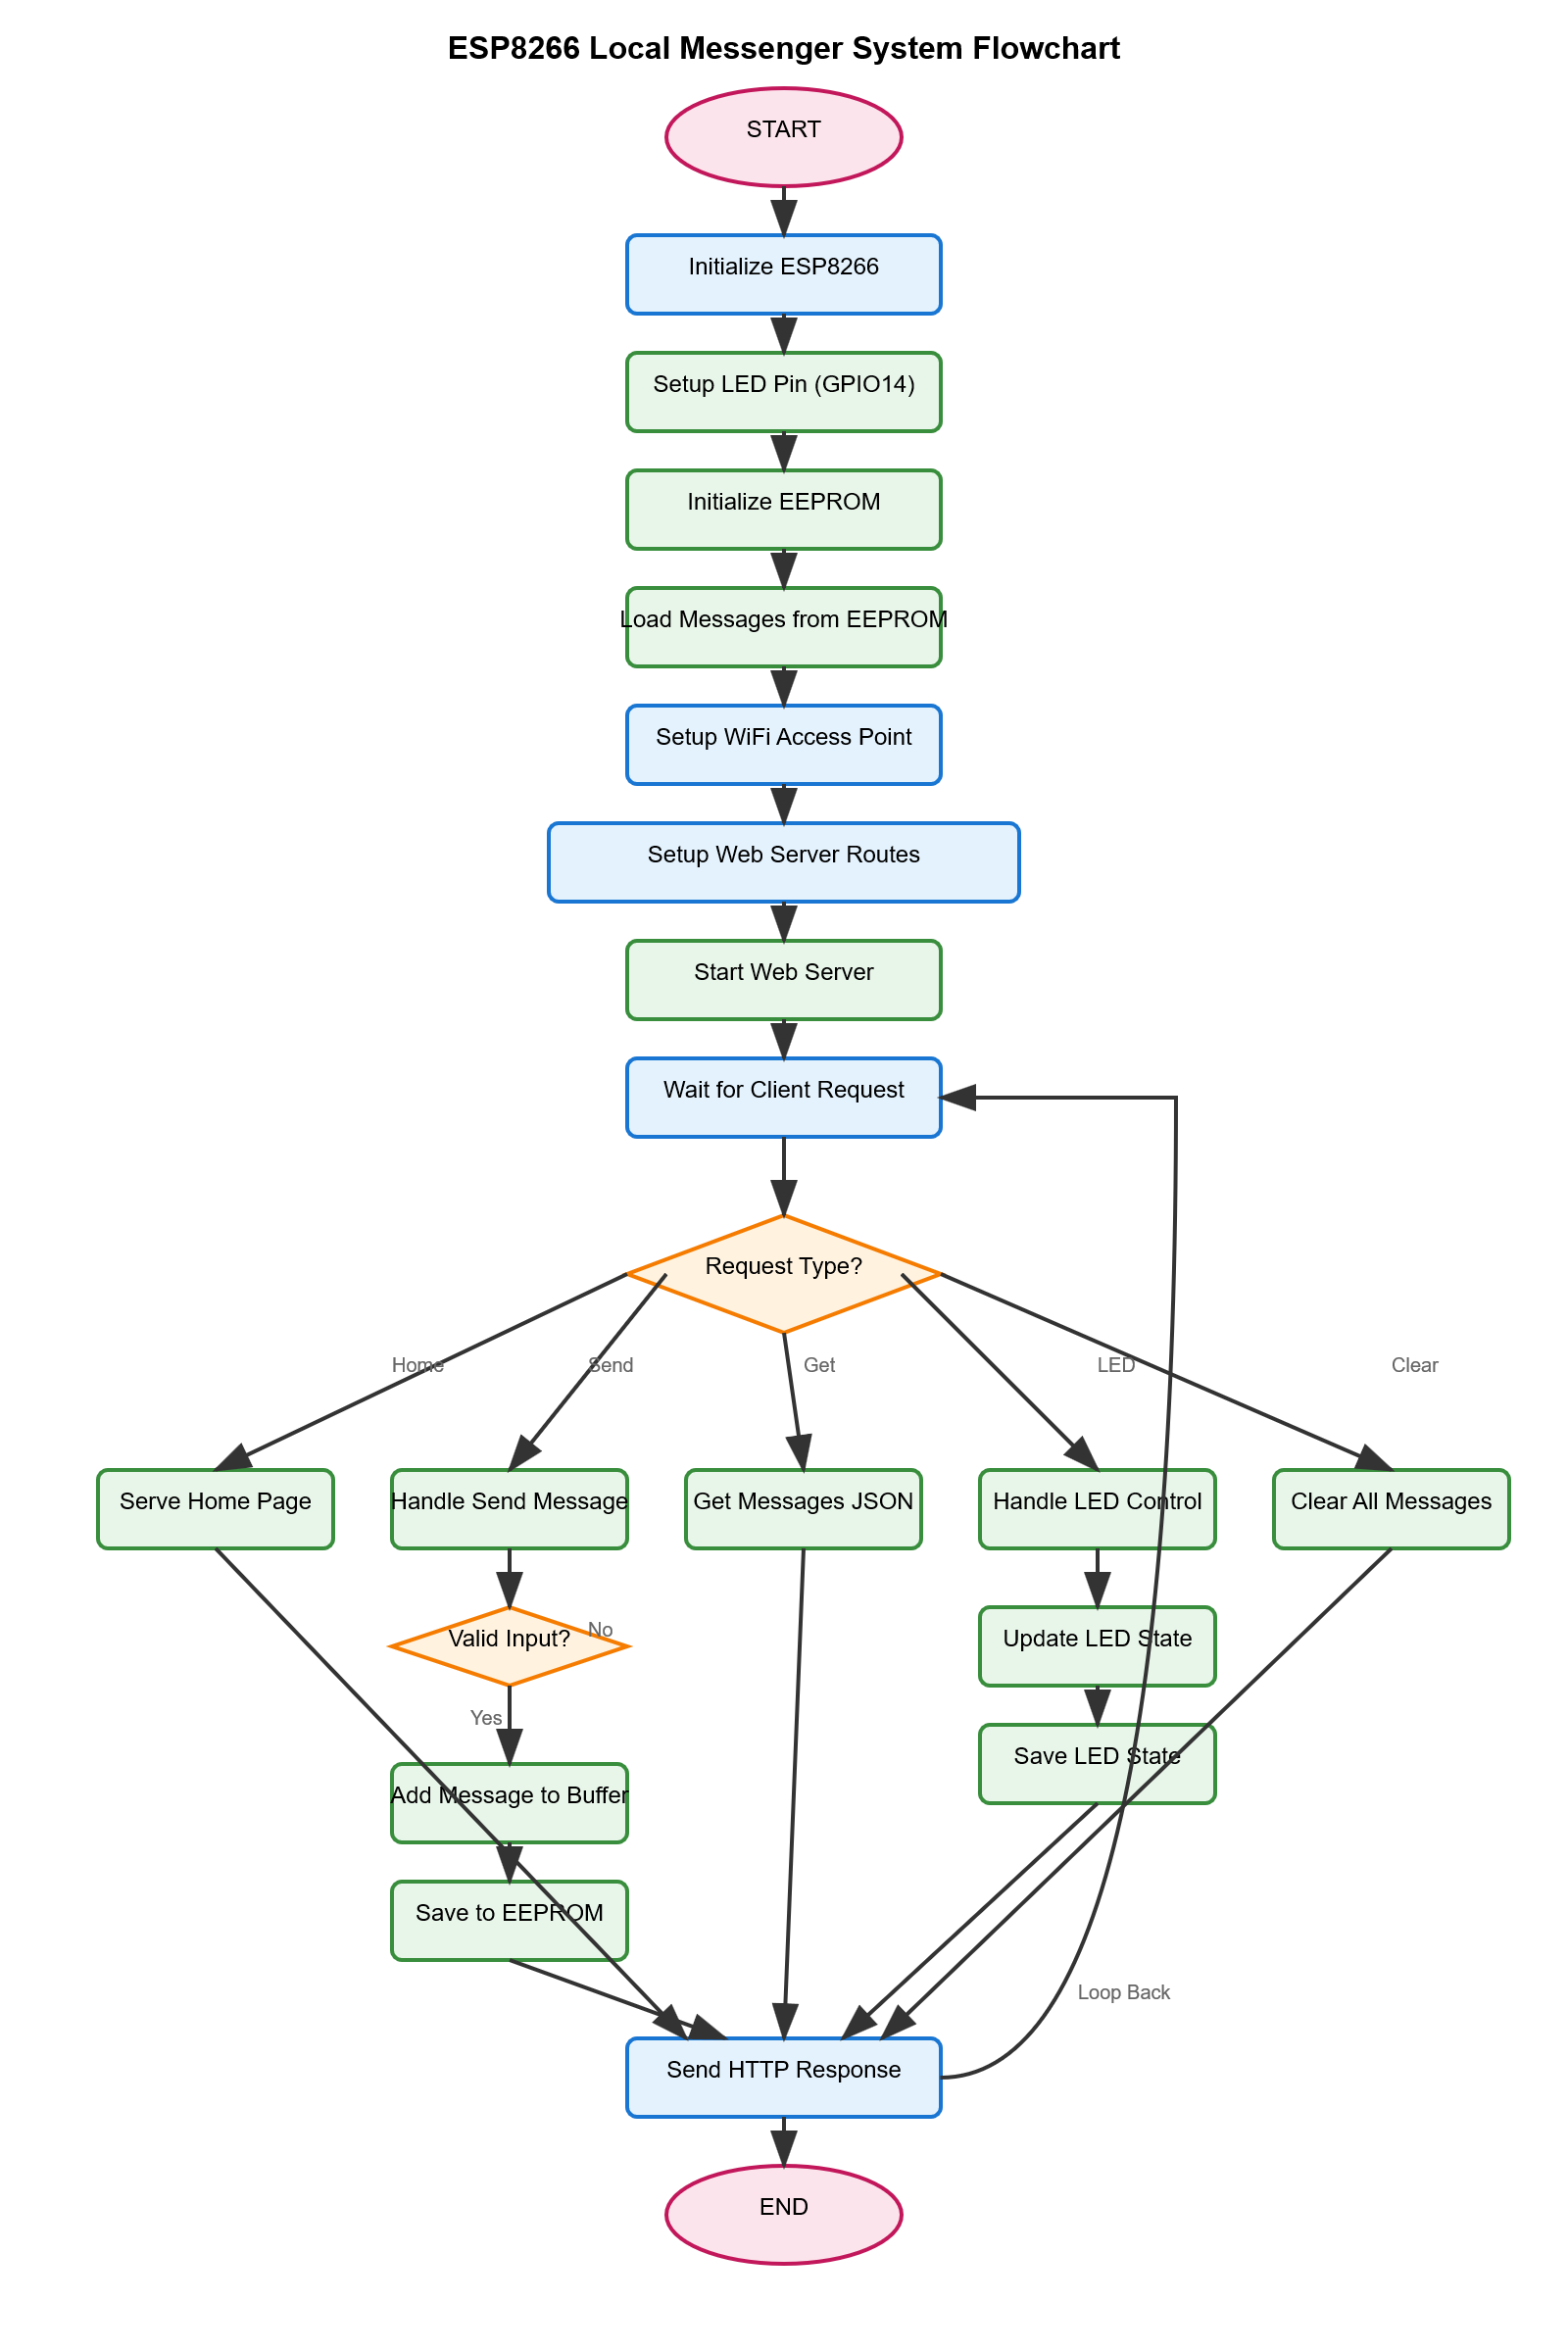 ESP8266 Local Messenger System Flowchart
START
Initialize ESP8266
Setup LED Pin (GPIO14)
Initialize EEPROM
Load Messages from EEPROM
Setup WiFi Access Point
Setup Web Server Routes
Start Web Server
Wait for Client Request
Request Type?
Home
Send
Get
LED
Clear
Serve Home Page
Handle Send Message
Get Messages JSON
Handle LED Control
Clear All Messages
Valid Input?
No
Update LED State
Yes
Save LED State
Add Message to Buffer
Save to EEPROM
Loop Back
Send HTTP Response
END